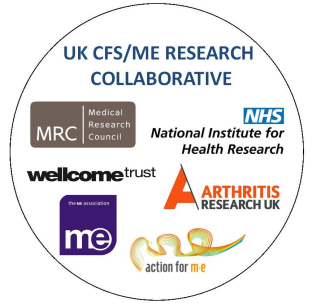 UK CFS/ME RESEARCH
COLLABORATIVE
MRC
Medical
Research
Council
NHS
National Institute for
Health Research
wellcometrust
ARTHRITIS
RESEARCH UK
the ME association
me
action for m·e